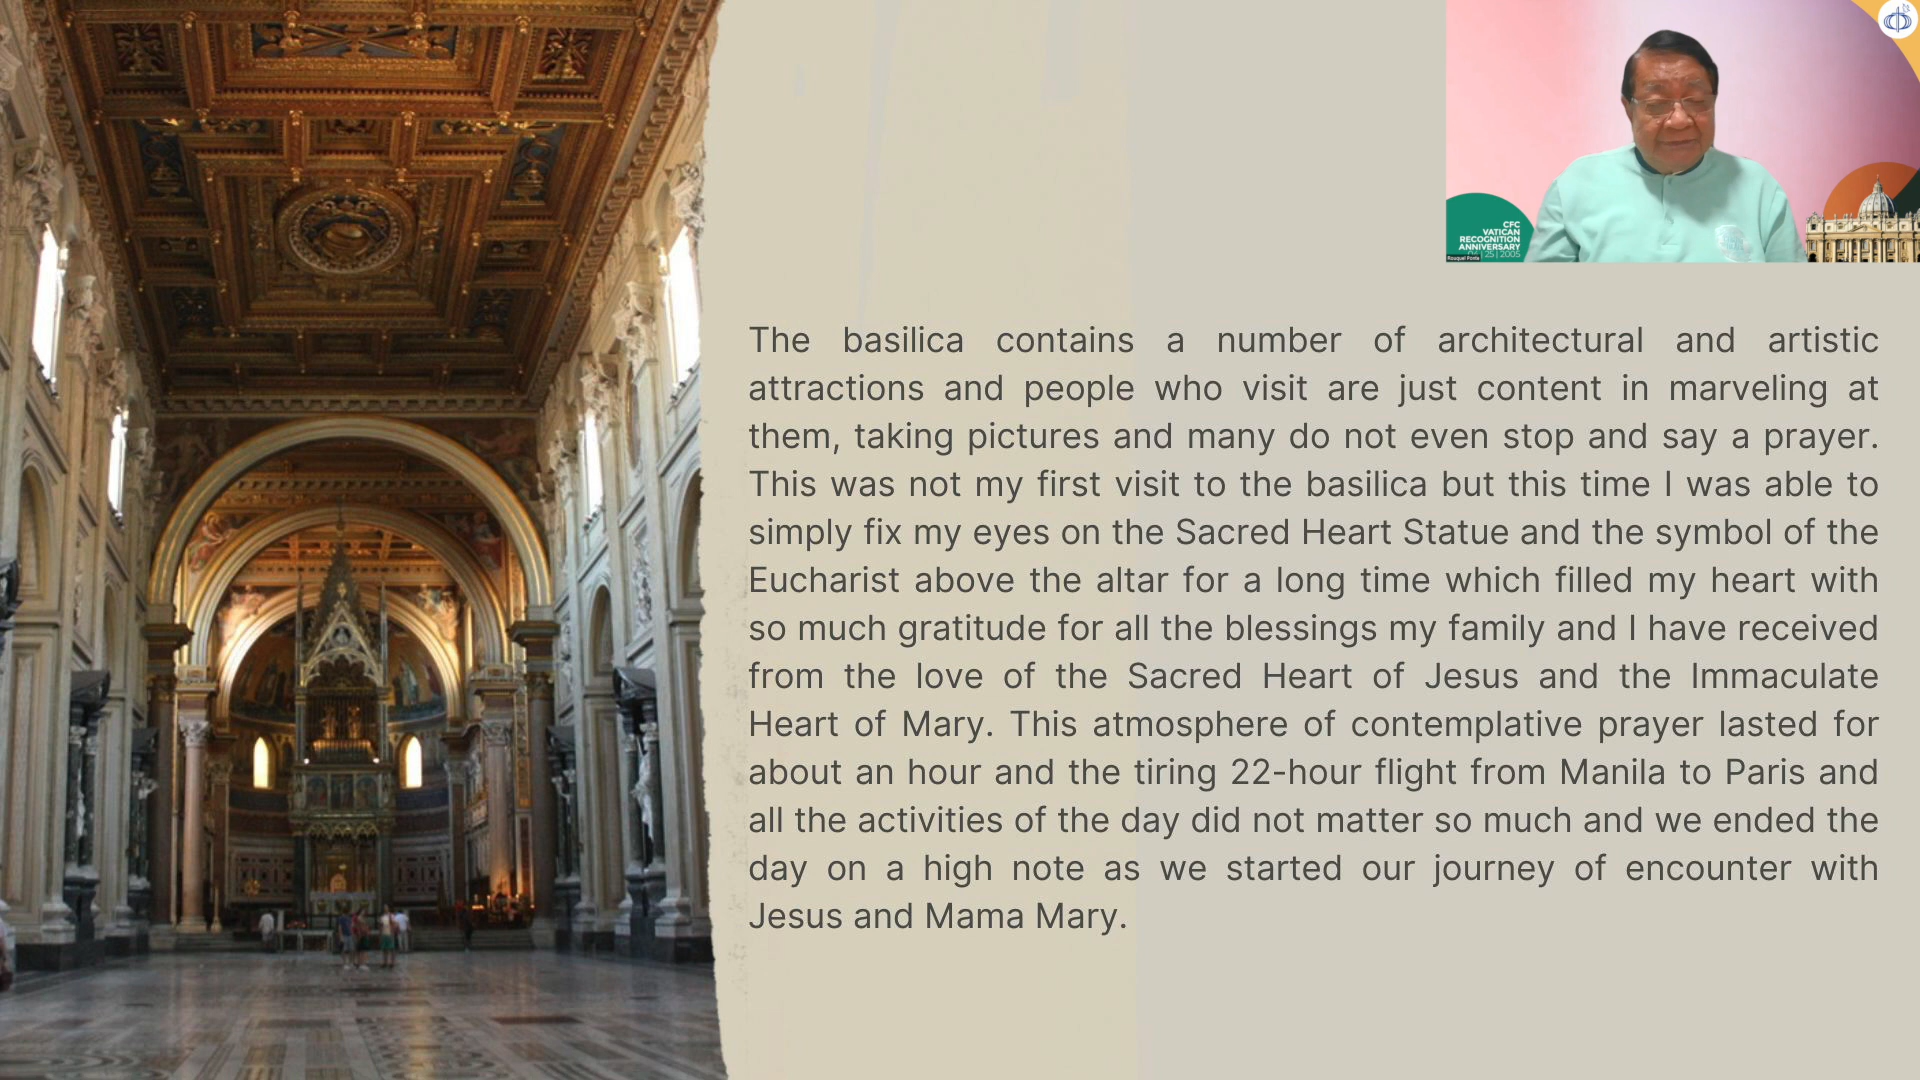 CFC
VATICAN
RECOGNITION
ANNIVERSARY
| 25 | 2005
Rouquel Ponte
The basilica contains a number of architectural and artistic
attractions and people who visit are just content in marveling at
them, taking pictures and many do not even stop and say a prayer.
This was not my first visit to the basilica but this time I was able to
simply fix my eyes on the Sacred Heart Statue and the symbol of the
Eucharist above the altar for a long time which filled my heart with
so much gratitude for all the blessings my family and I have received
from the love of the Sacred Heart of Jesus and the Immaculate
Heart of Mary. This atmosphere of contemplative prayer lasted for
about an hour and the tiring 22-hour flight from Manila to Paris and
all the activities of the day did not matter so much and we ended the
day on a high note as we started our journey of encounter with
Jesus and Mama Mary.